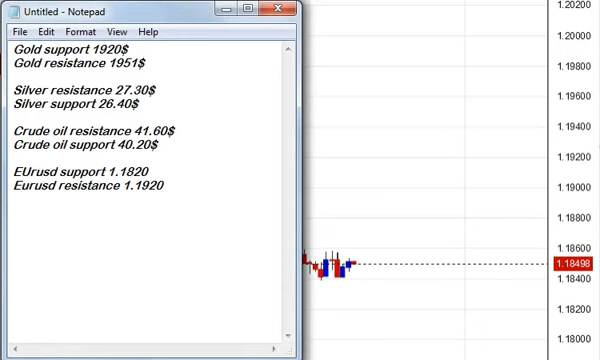 Untitled - Notepad
File Edit Format View Help
Gold support 1920$
Gold resistance 1951$
Silver resistance 27.30$
Silver support 26.40$
Crude oil resistance 41.60$
Crude oil support 40.20$
EUrusd support 1.1820
Eurusd resistance 1.1920
1.20200
1.20000
1.19800
1.19600
1.19400
1.19200
1.19000
1.18800
1.18600
1.18498
1.18400
1.18200
1.18000